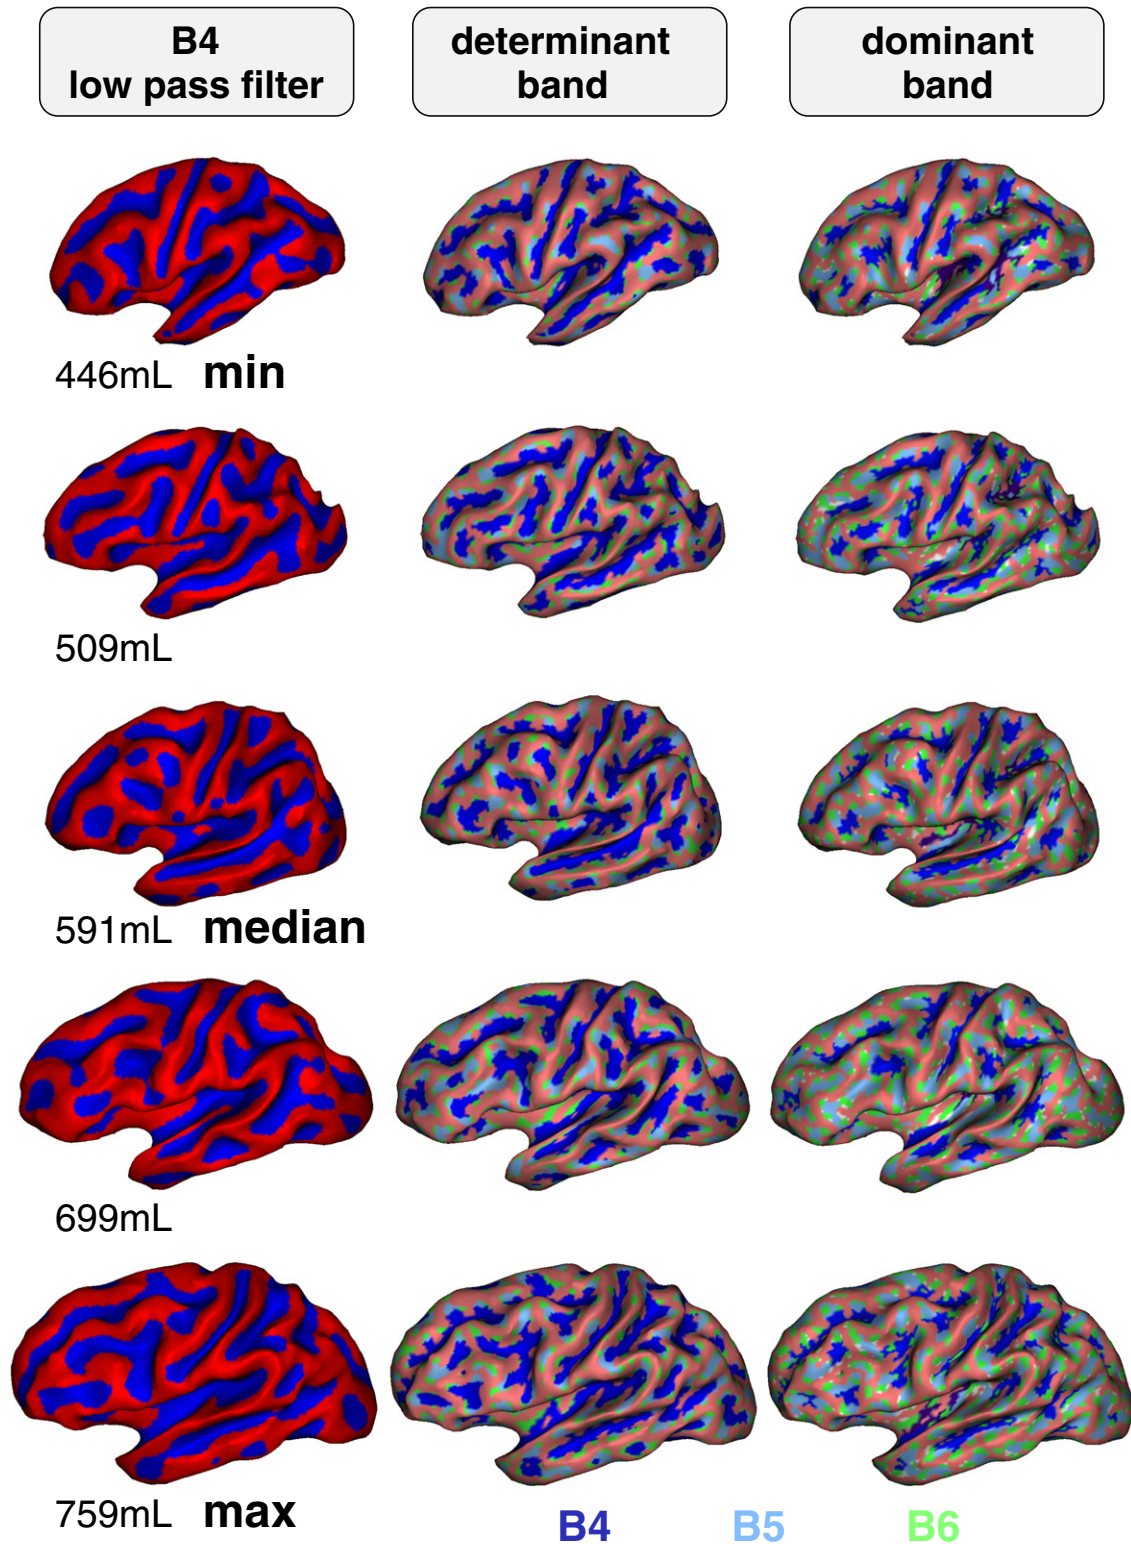 B4
low pass filter
determinant
band
dominant
band
446mL min
509mL
591mL median
699mL
759mL max
B4 B5 B6